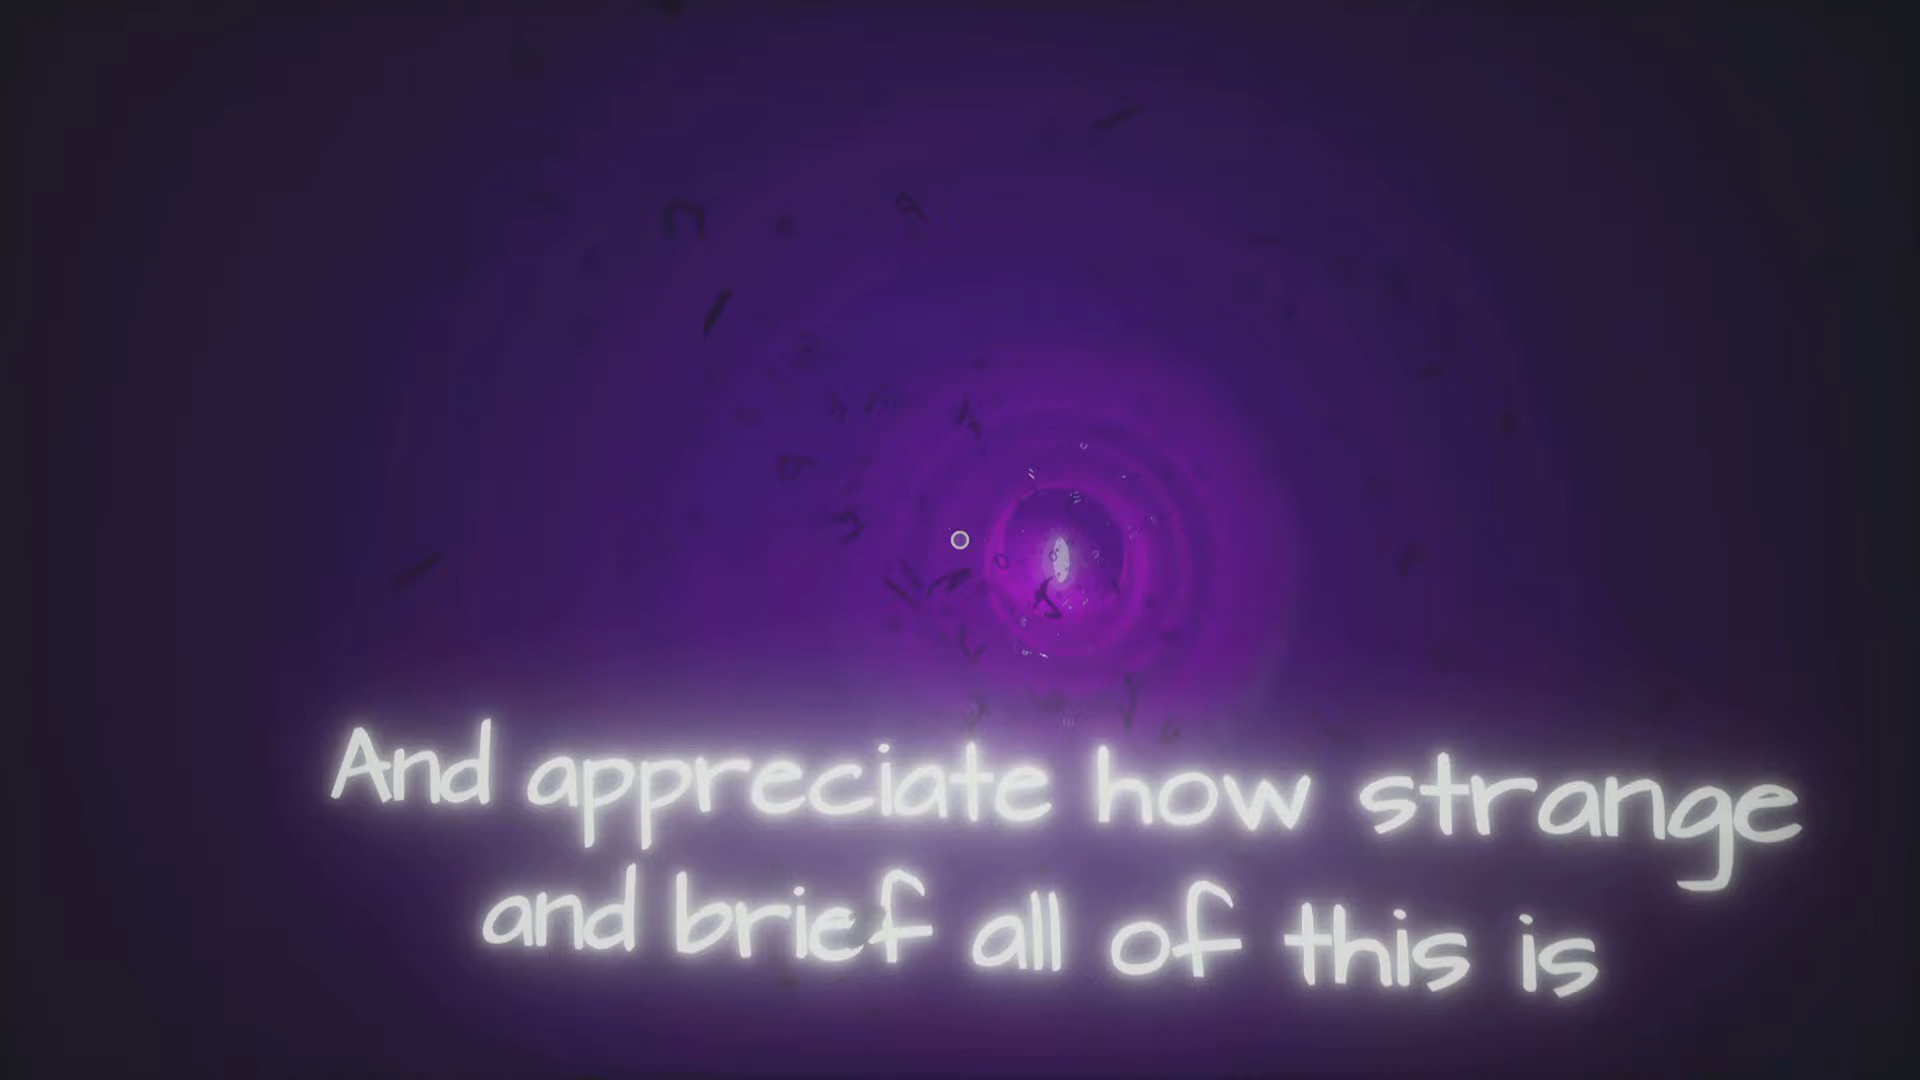 And appreciate how strange
and brief all of this is